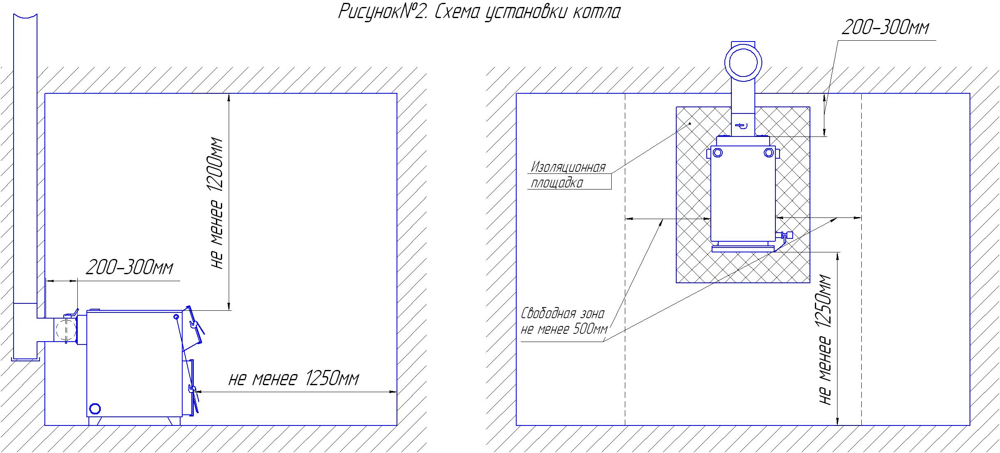 Рисунок№2. Схема установки котла
200-300мм
не менее 1200мм
Изоляционная
площадка
200-300мм
Свободная зона
не менее 500мм
не менее 1250мм
не менее 1250мм